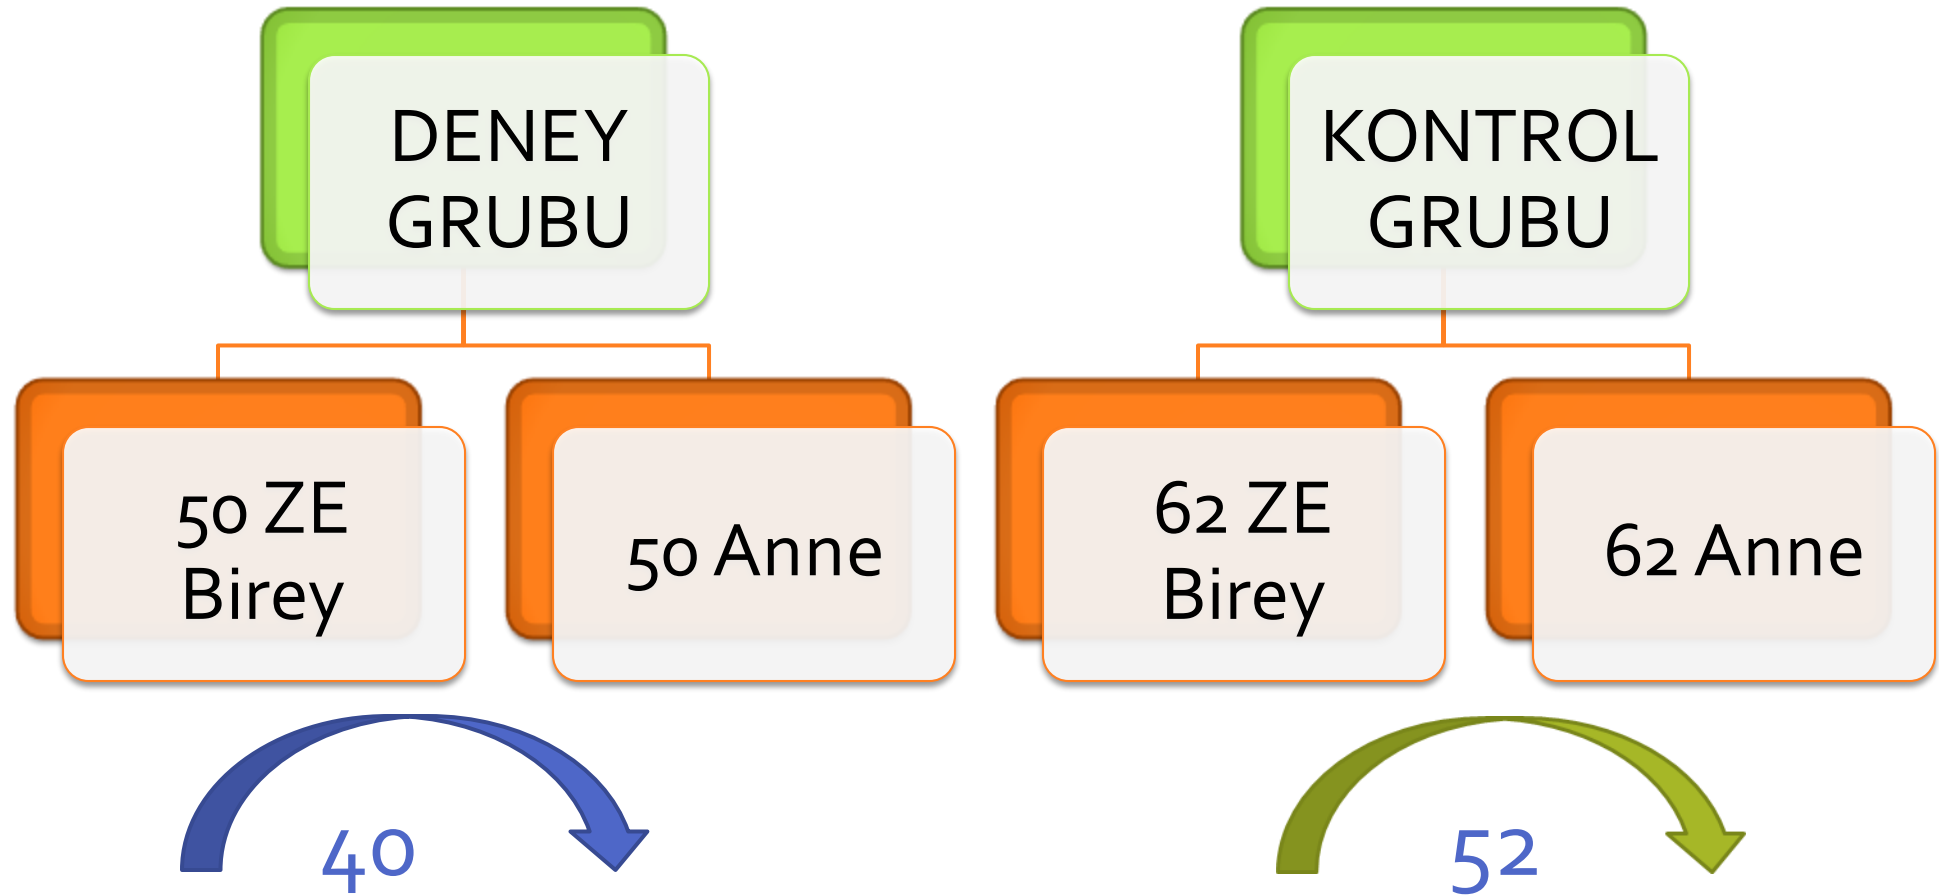 DENEY
GRUBU
KONTROL
GRUBU
50 ZE
Birey
50 Anne
62 ZE
Birey
62 Anne
40
52